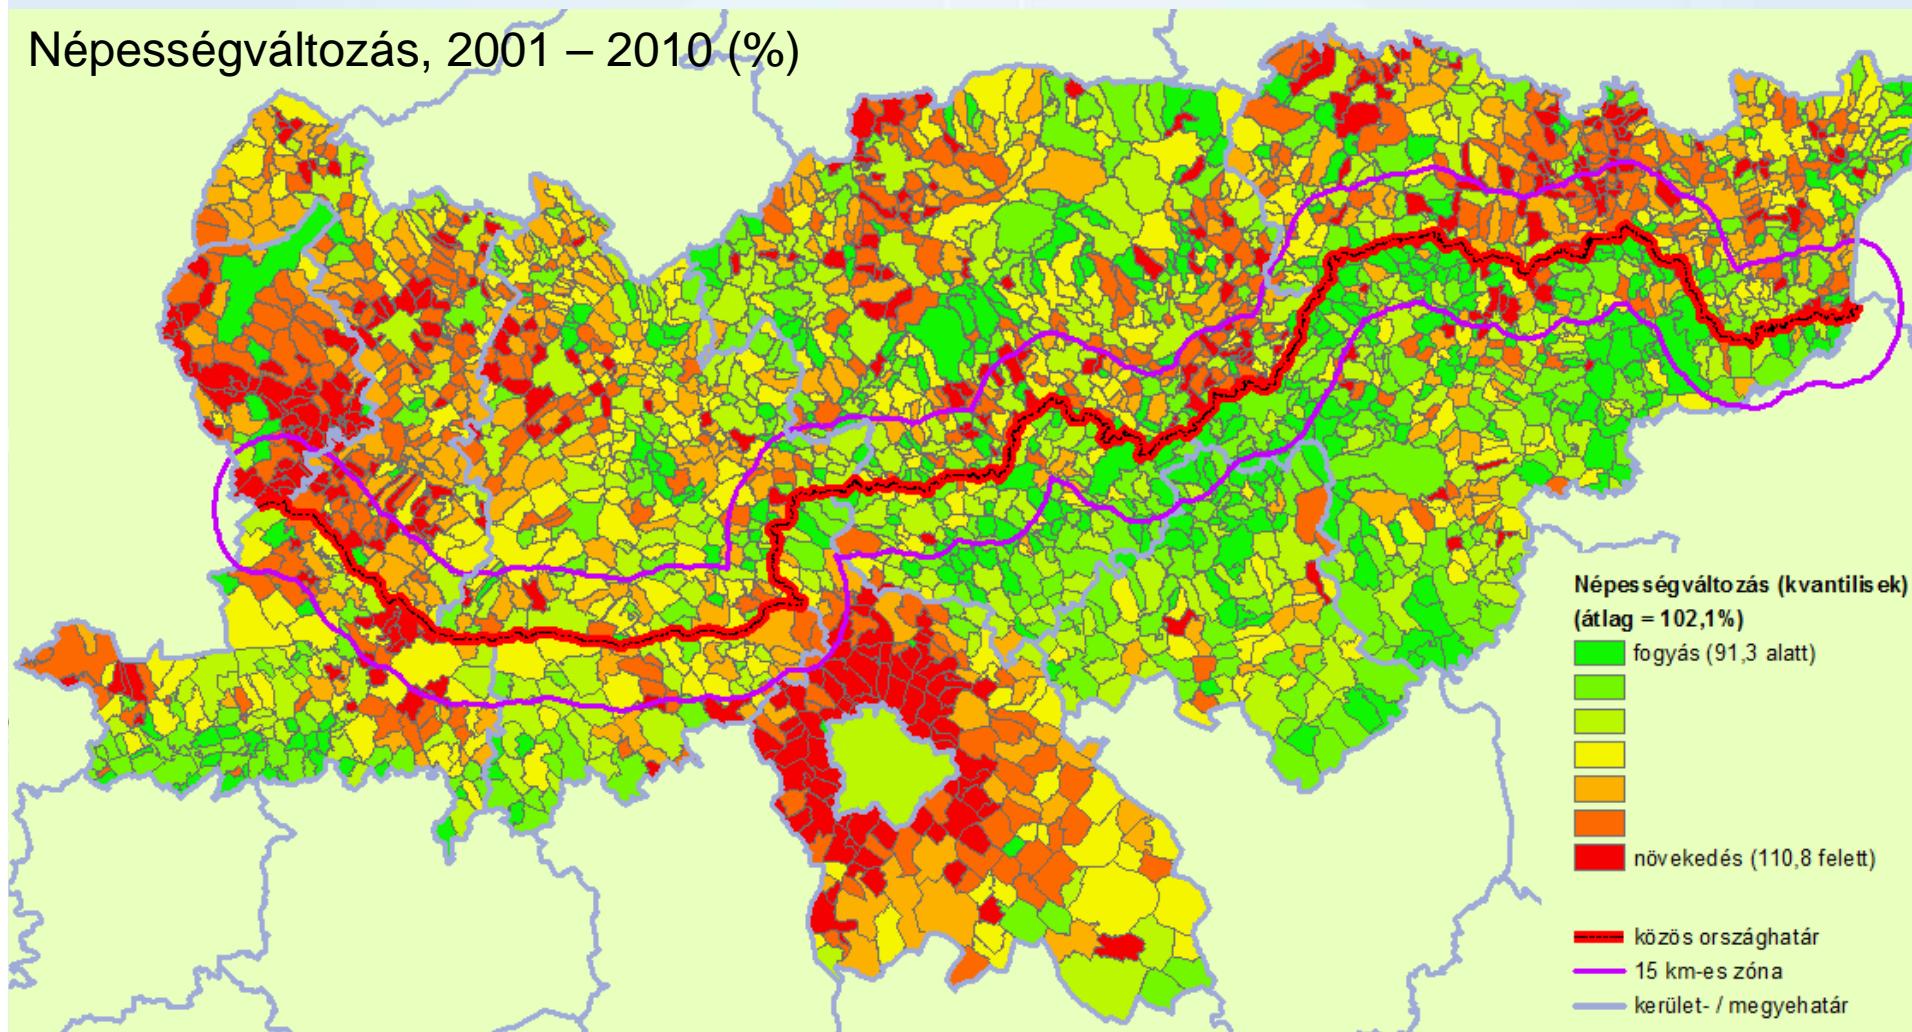 Népességváltozás, 2001 – 2010 (%)
Népességváltozás (kvantilisek)
(átlag = 102,1%)
fogyás (91,3 alatt)
növekedés (110,8 felett)
közös országhatár
15 km-es zóna
kerület- / megyehatár